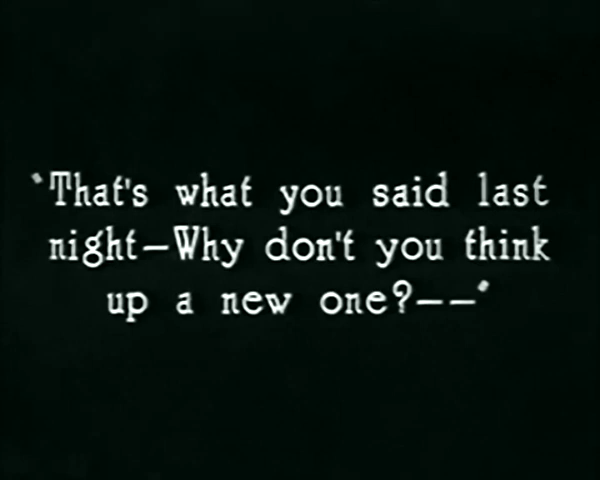 ‘That's what you said last
night—Why don't you think
up a new one?——’